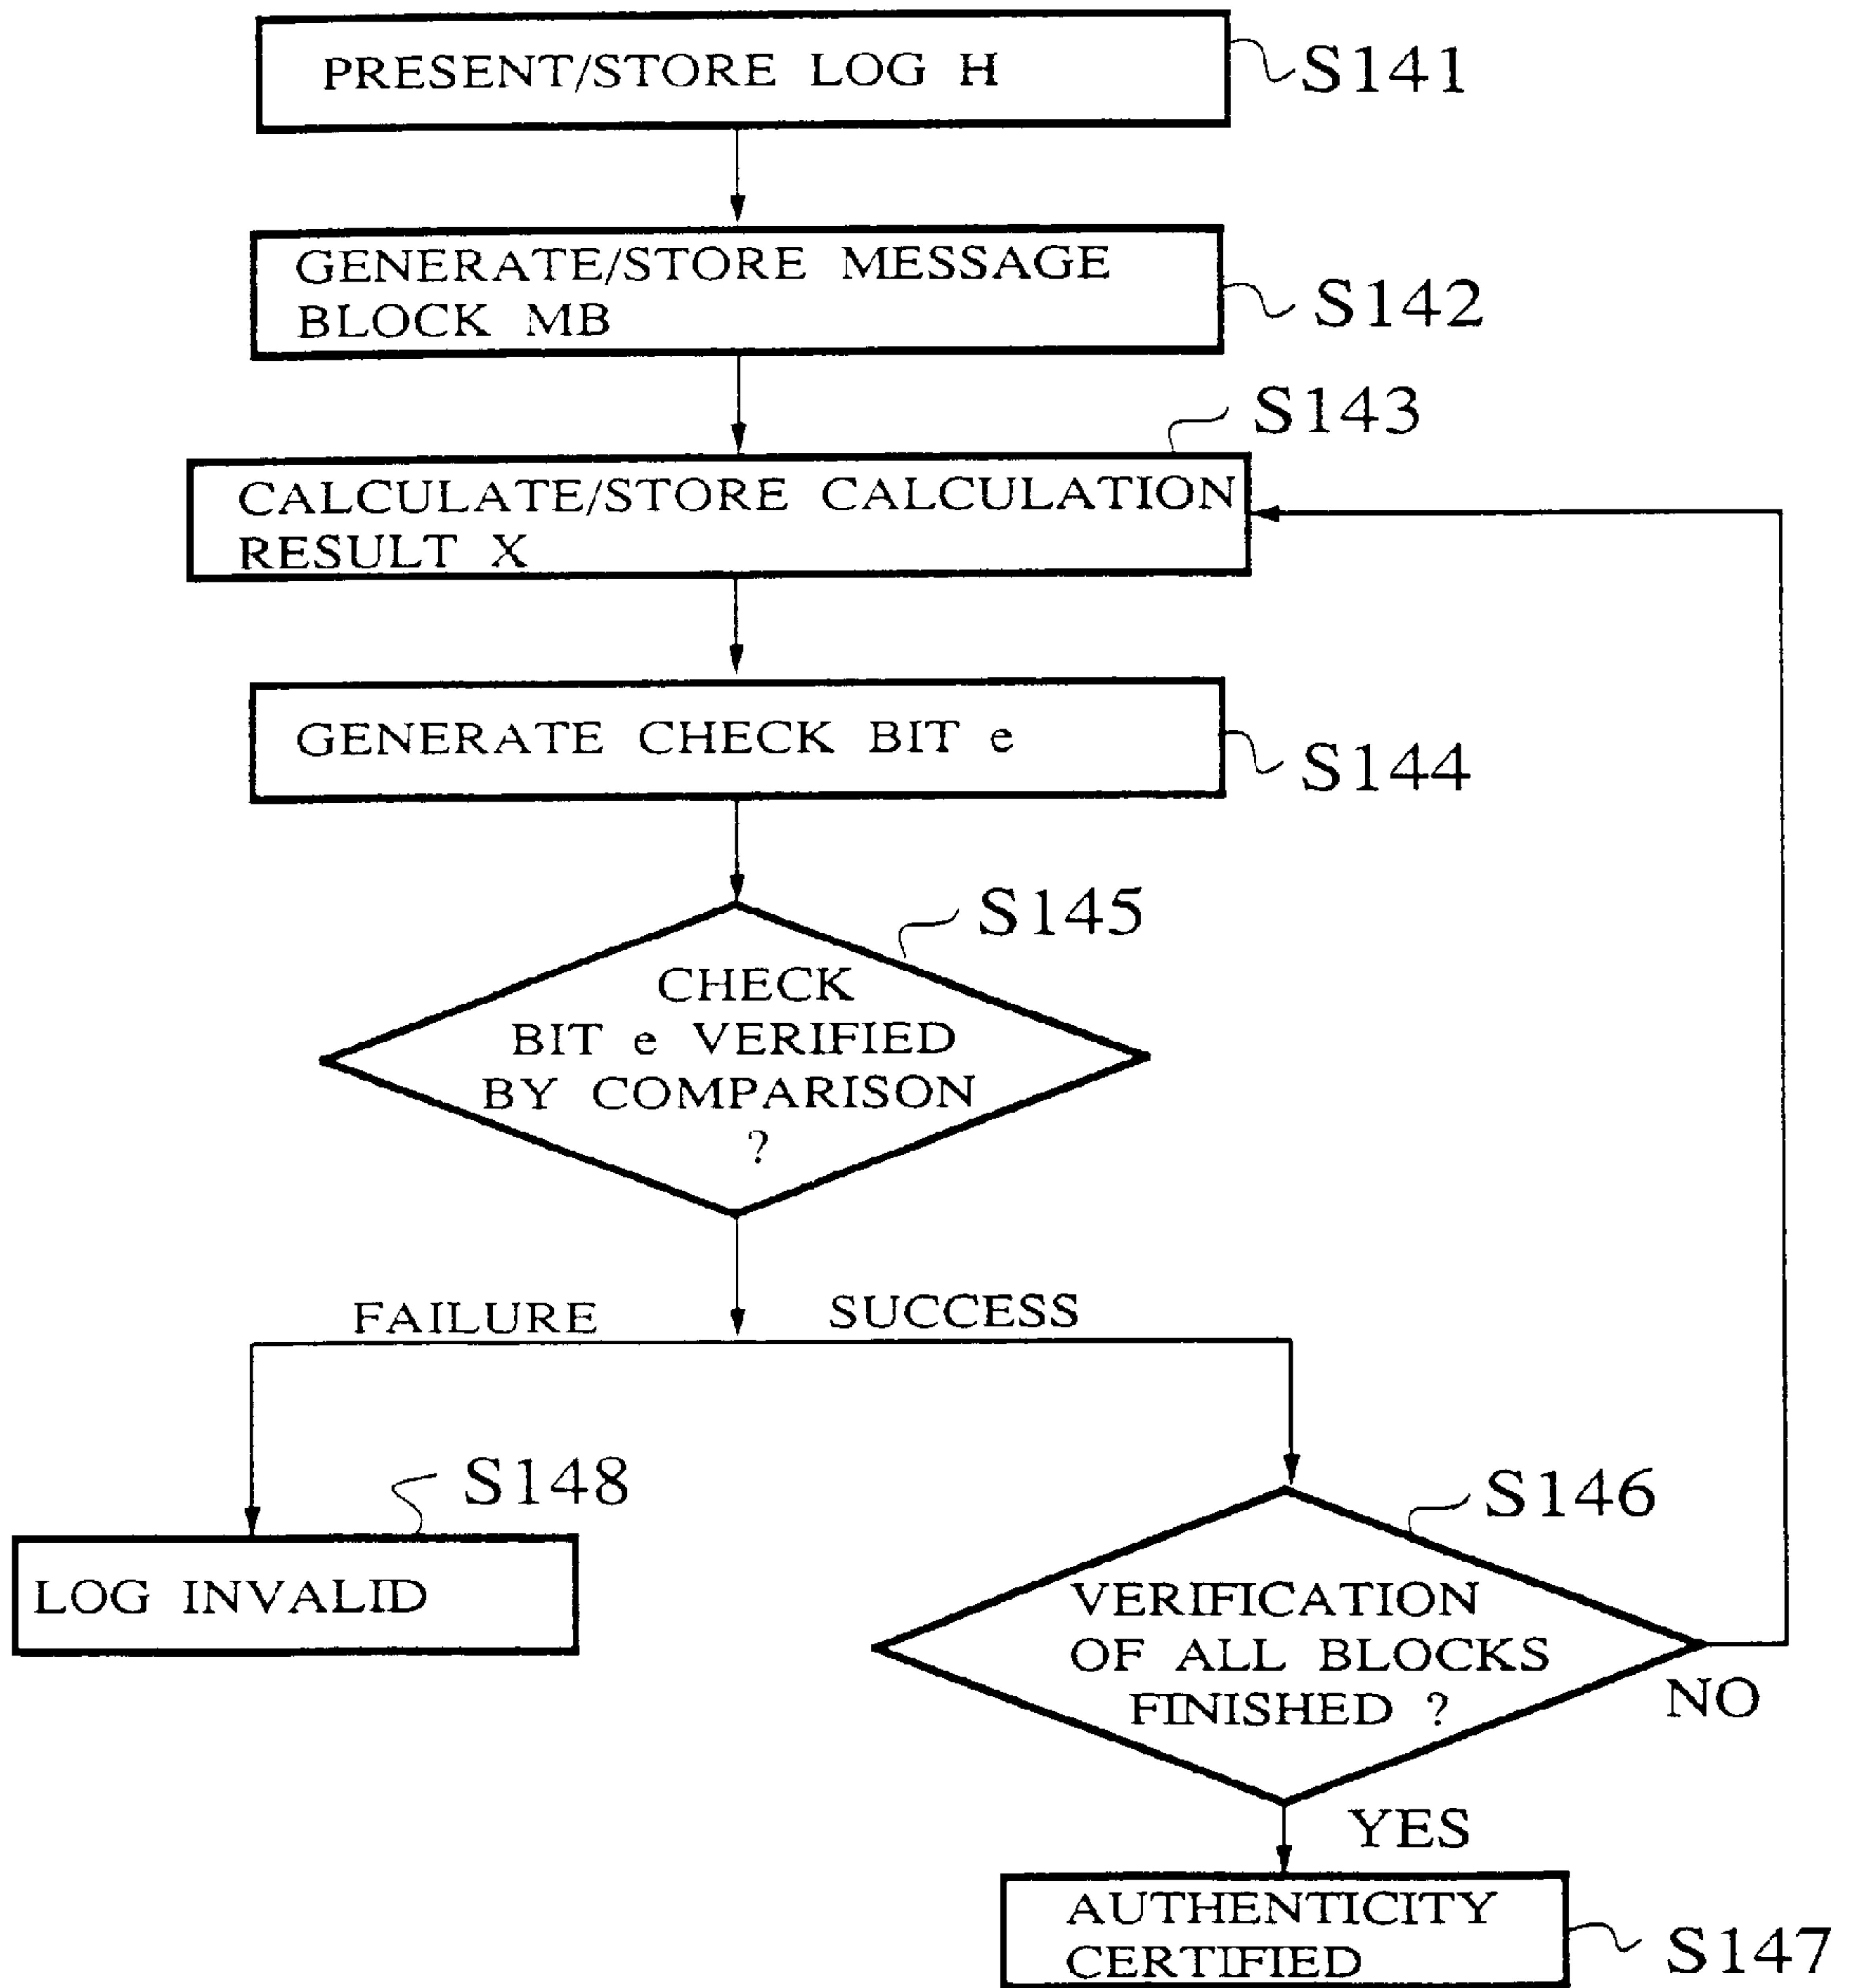 PRESENT/STORE LOG H
S141
GENERATE/STORE MESSAGE
BLOCK MB
S142
S143
CALCULATE/STORE CALCULATION
RESULT X
GENERATE CHECK BIT e
S144
S145
CHECK
BIT e VERIFIED
BY COMPARISON
?
FAILURE
SUCCESS
S148
LOG INVALID
S146
VERIFICATION
OF ALL BLOCKS
FINISHED ?
NO
YES
AUTHENTICITY
CERTIFIED
S147